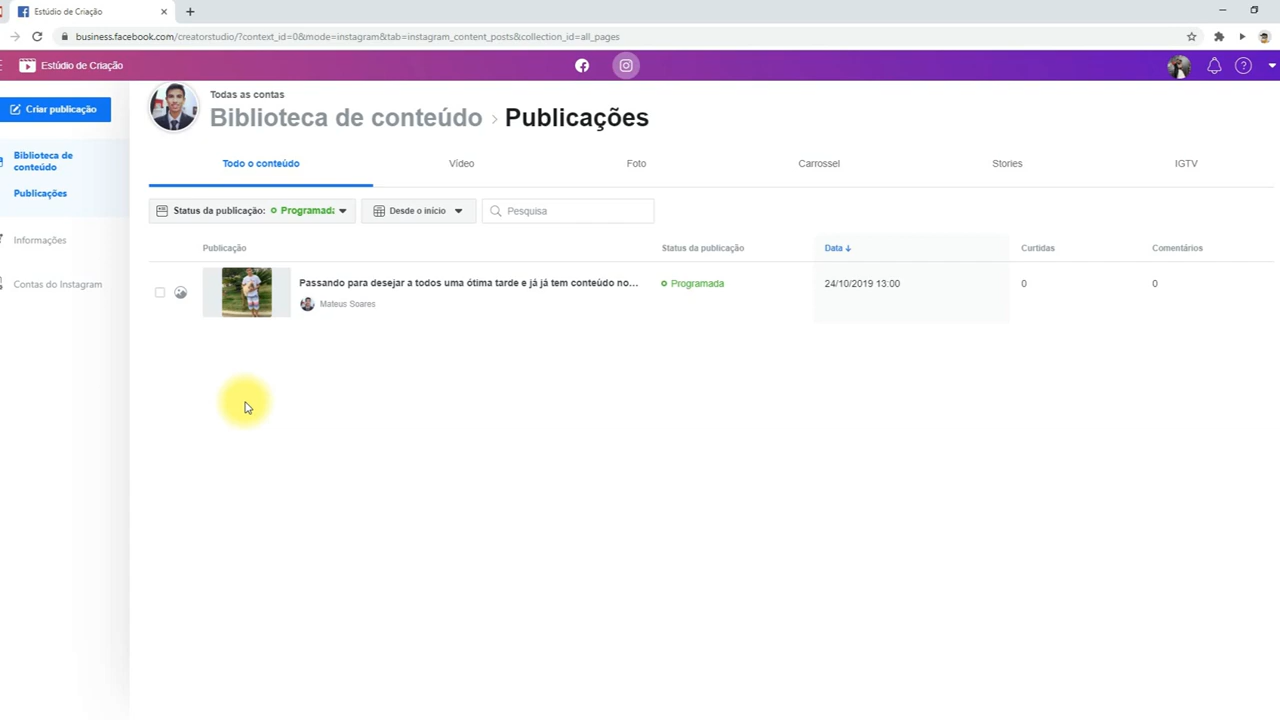 Estúdio de Criação
business.facebook.com/creatorstudio/?context_id=0&mode=instagram&tab=instagram_content_posts&collection_id=all_pages
Estúdio de Criação
Criar publicação
Biblioteca de
conteúdo
Publicações
Informações
Contas do Instagram
Todas as contas
Biblioteca de conteúdo › Publicações
Todo o conteúdo Vídeo Foto Carrossel Stories IGTV
Status da publicação: Programada Desde o início Pesquisa
Publicação Status da publicação Data ↓ Curtidas Comentários
Passando para desejar a todos uma ótima tarde e já já tem conteúdo no... Programada 24/10/2019 13:00 0 0
Mateus Soares